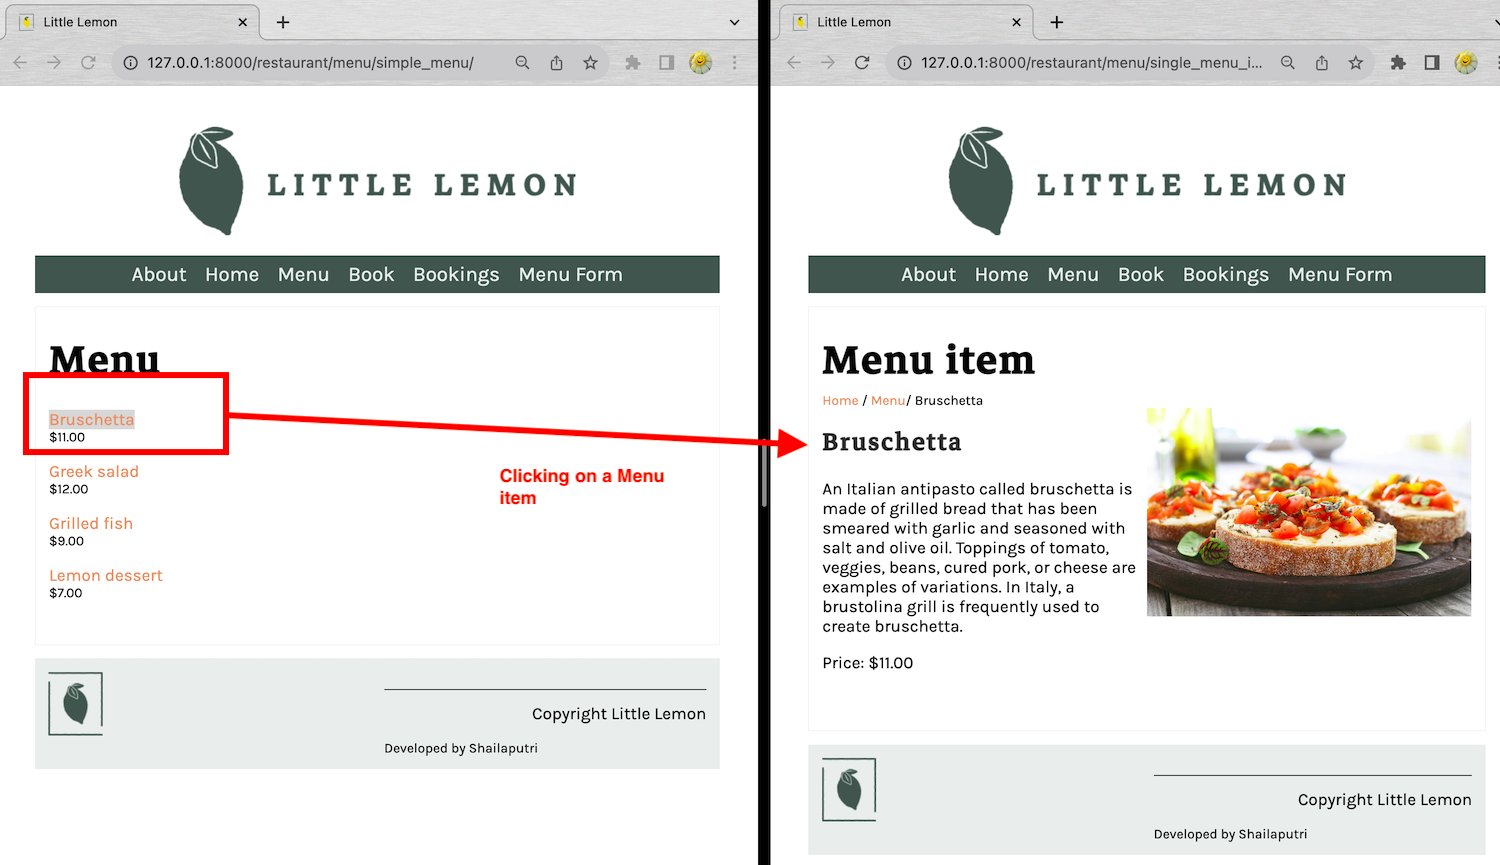 Little Lemon
127.0.0.1:8000/restaurant/menu/simple_menu/
LITTLE LEMON
About Home Menu Book Bookings Menu Form
Menu
Bruschetta
$11.00
Greek salad
$12.00
Grilled fish
$9.00
Lemon dessert
$7.00
Clicking on a Menu
item
Copyright Little Lemon
Developed by Shailaputri
Little Lemon
127.0.0.1:8000/restaurant/menu/single_menu_i...
LITTLE LEMON
About Home Menu Book Bookings Menu Form
Menu item
Home / Menu/ Bruschetta
Bruschetta
An Italian antipasto called bruschetta is
made of grilled bread that has been
smeared with garlic and seasoned with
salt and olive oil. Toppings of tomato,
veggies, beans, cured pork, or cheese are
examples of variations. In Italy, a
brustolina grill is frequently used to
create bruschetta.
Price: $11.00
Copyright Little Lemon
Developed by Shailaputri